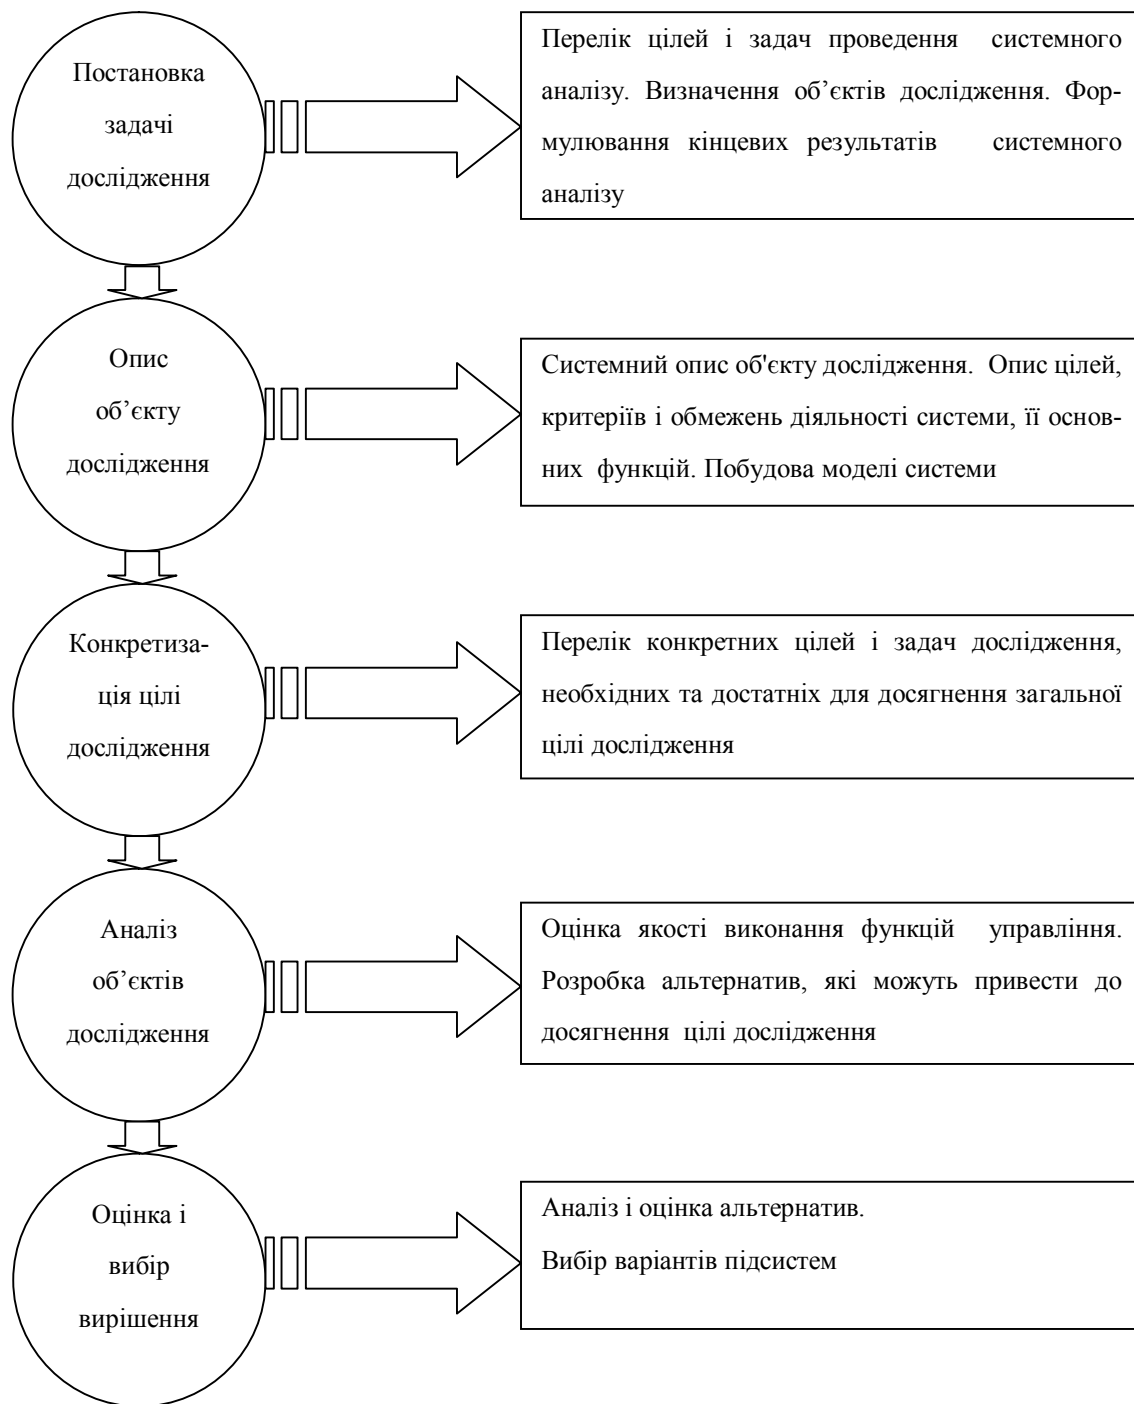 Постановка
задачі
дослідження
Перелік цілей і задач проведення системного
аналізу. Визначення об’єктів дослідження. Фор-
мулювання кінцевих результатів системного
аналізу
Опис
об’єкту
дослідження
Системний опис об'єкту дослідження. Опис цілей,
критеріїв і обмежень діяльності системи, її основ-
них функцій. Побудова моделі системи
Конкретиза-
ція цілі
дослідження
Перелік конкретних цілей і задач дослідження,
необхідних та достатніх для досягнення загальної
цілі дослідження
Аналіз
об’єктів
дослідження
Оцінка якості виконання функцій управління.
Розробка альтернатив, які можуть привести до
досягнення цілі дослідження
Оцінка і
вибір
вирішення
Аналіз і оцінка альтернатив.
Вибір варіантів підсистем